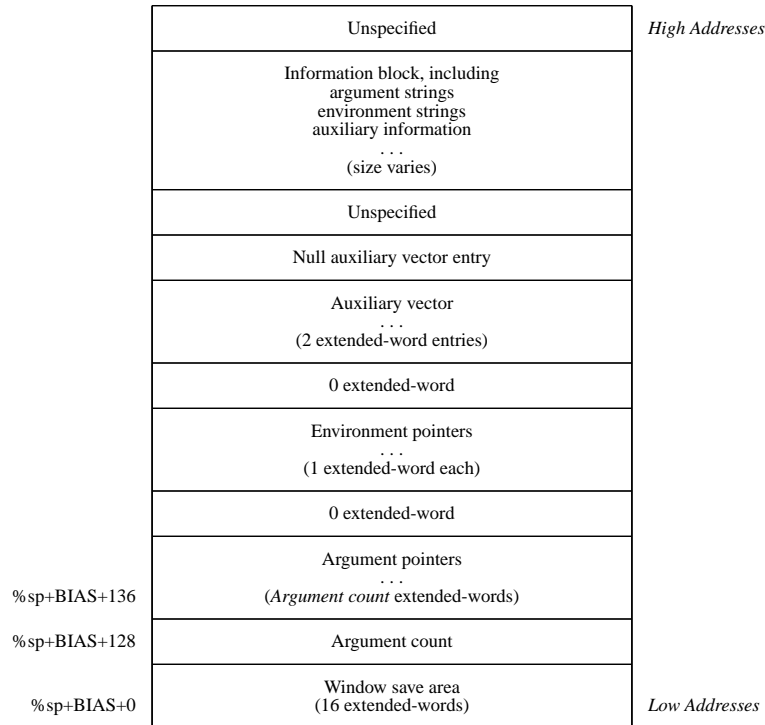 Unspecified
High Addresses
Information block, including
argument strings
environment strings
auxiliary information
. . .
(size varies)
Unspecified
Null auxiliary vector entry
Auxiliary vector
. . .
(2 extended-word entries)
0 extended-word
Environment pointers
. . .
(1 extended-word each)
0 extended-word
Argument pointers
. . .
%sp+BIAS+136
(Argument count extended-words)
%sp+BIAS+128
Argument count
Window save area
%sp+BIAS+0
(16 extended-words)
Low Addresses